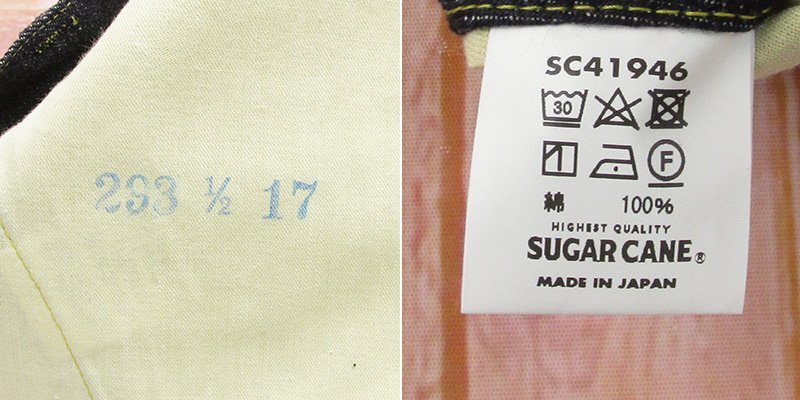 293 ½ 17
SC41946
30
F
綿 100%
HIGHEST QUALITY
SUGAR CANE®
MADE IN JAPAN